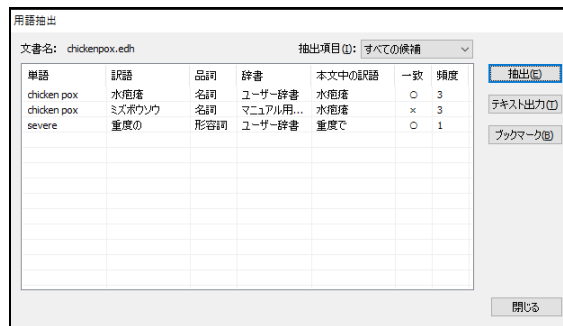 用語抽出
文書名: chickenpox.edh 抽出項目(I): すべての候補
単語 訳語 品詞 辞書 本文中の訳語 一致 頻度
chicken pox 水疱瘡 名詞 ユーザー辞書 水疱瘡 ○ 3
chicken pox ミズボウソウ 名詞 マニュアル用... 水疱瘡 × 3
severe 重度の 形容詞 ユーザー辞書 重度で ○ 1
抽出(E)
テキスト出力(T)
ブックマーク(B)
閉じる